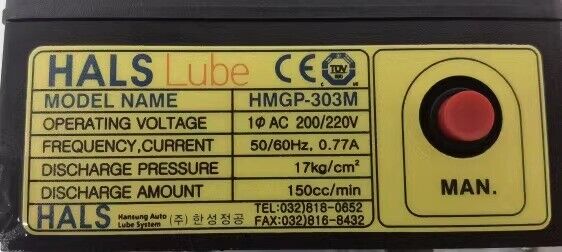 HALS Lube CE TÜV
MODEL NAME HMGP-303M
OPERATING VOLTAGE 1Φ AC 200/220V
FREQUENCY,CURRENT 50/60Hz, 0.77A
DISCHARGE PRESSURE 17kg/cm²
DISCHARGE AMOUNT 150cc/min
HALS Hansung Auto Lube System (주) 한성정공 TEL:032)818-0652
FAX:032)816-8432
MAN.